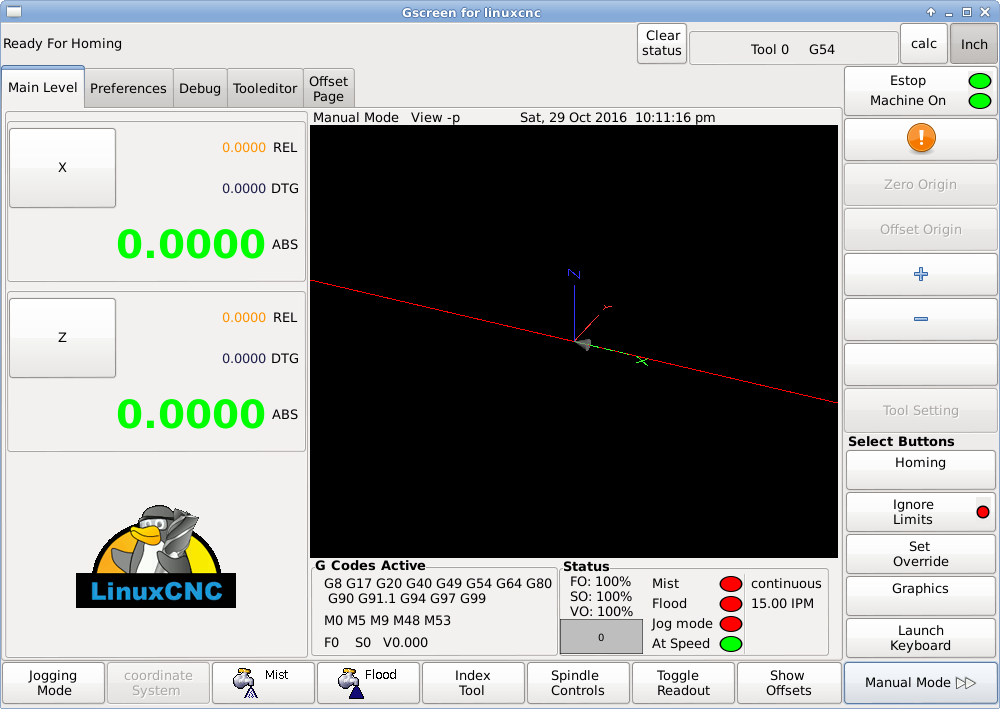 Gscreen for linuxcnc
Ready For Homing
Clear
status
Tool 0 G54
calc
Inch
Main Level
Preferences
Debug
Tooleditor
Offset
Page
Estop
Machine On
Manual Mode View -p Sat, 29 Oct 2016 10:11:16 pm
X
0.0000 REL
0.0000 DTG
0.0000 ABS
Z
0.0000 REL
0.0000 DTG
0.0000 ABS
LinuxCNC
Z
Y
X
!
Zero Origin
Offset Origin
+
−
Tool Setting
Select Buttons
Homing
Ignore
Limits
Set
Override
Graphics
Launch
Keyboard
G Codes Active
G8 G17 G20 G40 G49 G54 G64 G80
G90 G91.1 G94 G97 G99
M0 M5 M9 M48 M53
F0 S0 V0.000
Status
FO: 100%
SO: 100%
VO: 100%
0
Mist
Flood
Jog mode
At Speed
continuous
15.00 IPM
Jogging
Mode
coordinate
System
Mist
Flood
Index
Tool
Spindle
Controls
Toggle
Readout
Show
Offsets
Manual Mode